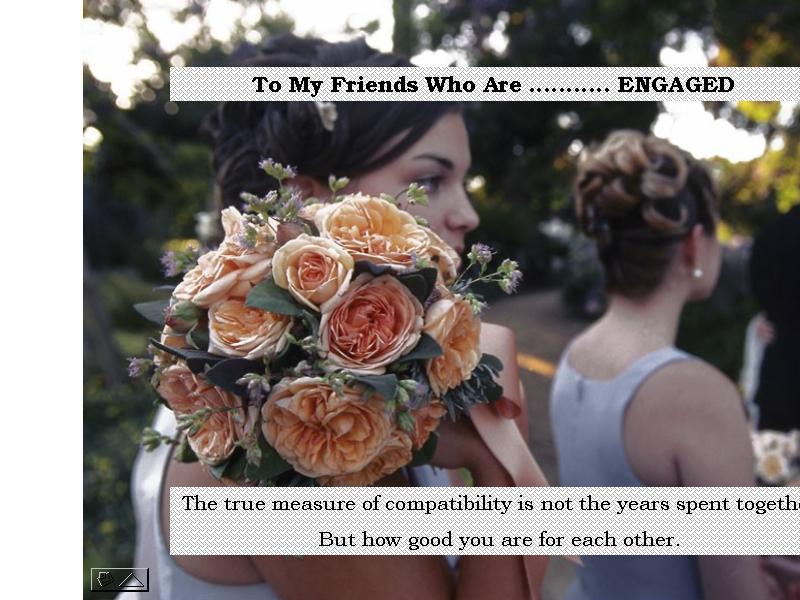 To My Friends Who Are ........... ENGAGED
The true measure of compatibility is not the years spent togeth
But how good you are for each other.